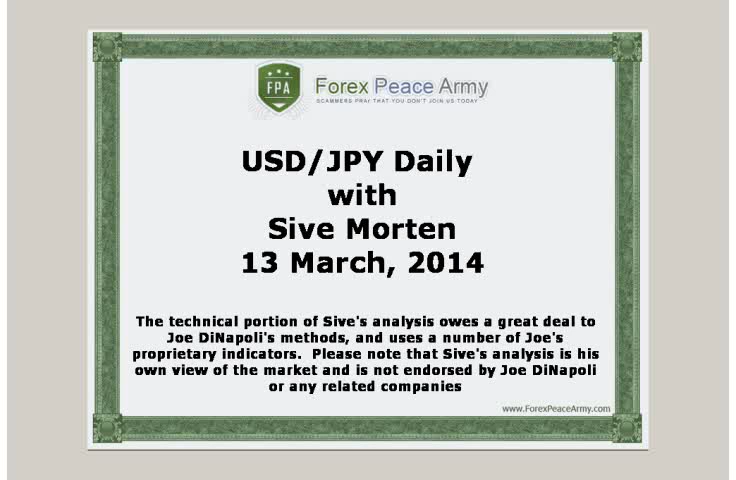 FPA
Forex Peace Army
SCAMMERS PRAY THAT YOU DON'T JOIN US TODAY
USD/JPY Daily
with
Sive Morten
13 March, 2014
The technical portion of Sive's analysis owes a great deal to
Joe DiNapoli's methods, and uses a number of Joe's
proprietary indicators.  Please note that Sive's analysis is his
own view of the market and is not endorsed by Joe DiNapoli
or any related companies
www.ForexPeaceArmy.com